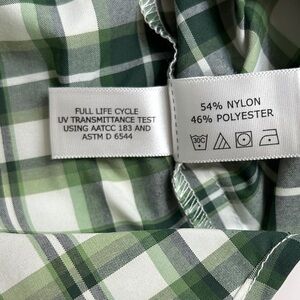 FULL LIFE CYCLE
UV TRANSMITTANCE TEST
USING AATCC 183 AND
ASTM D 6544
54% NYLON
46% POLYESTER